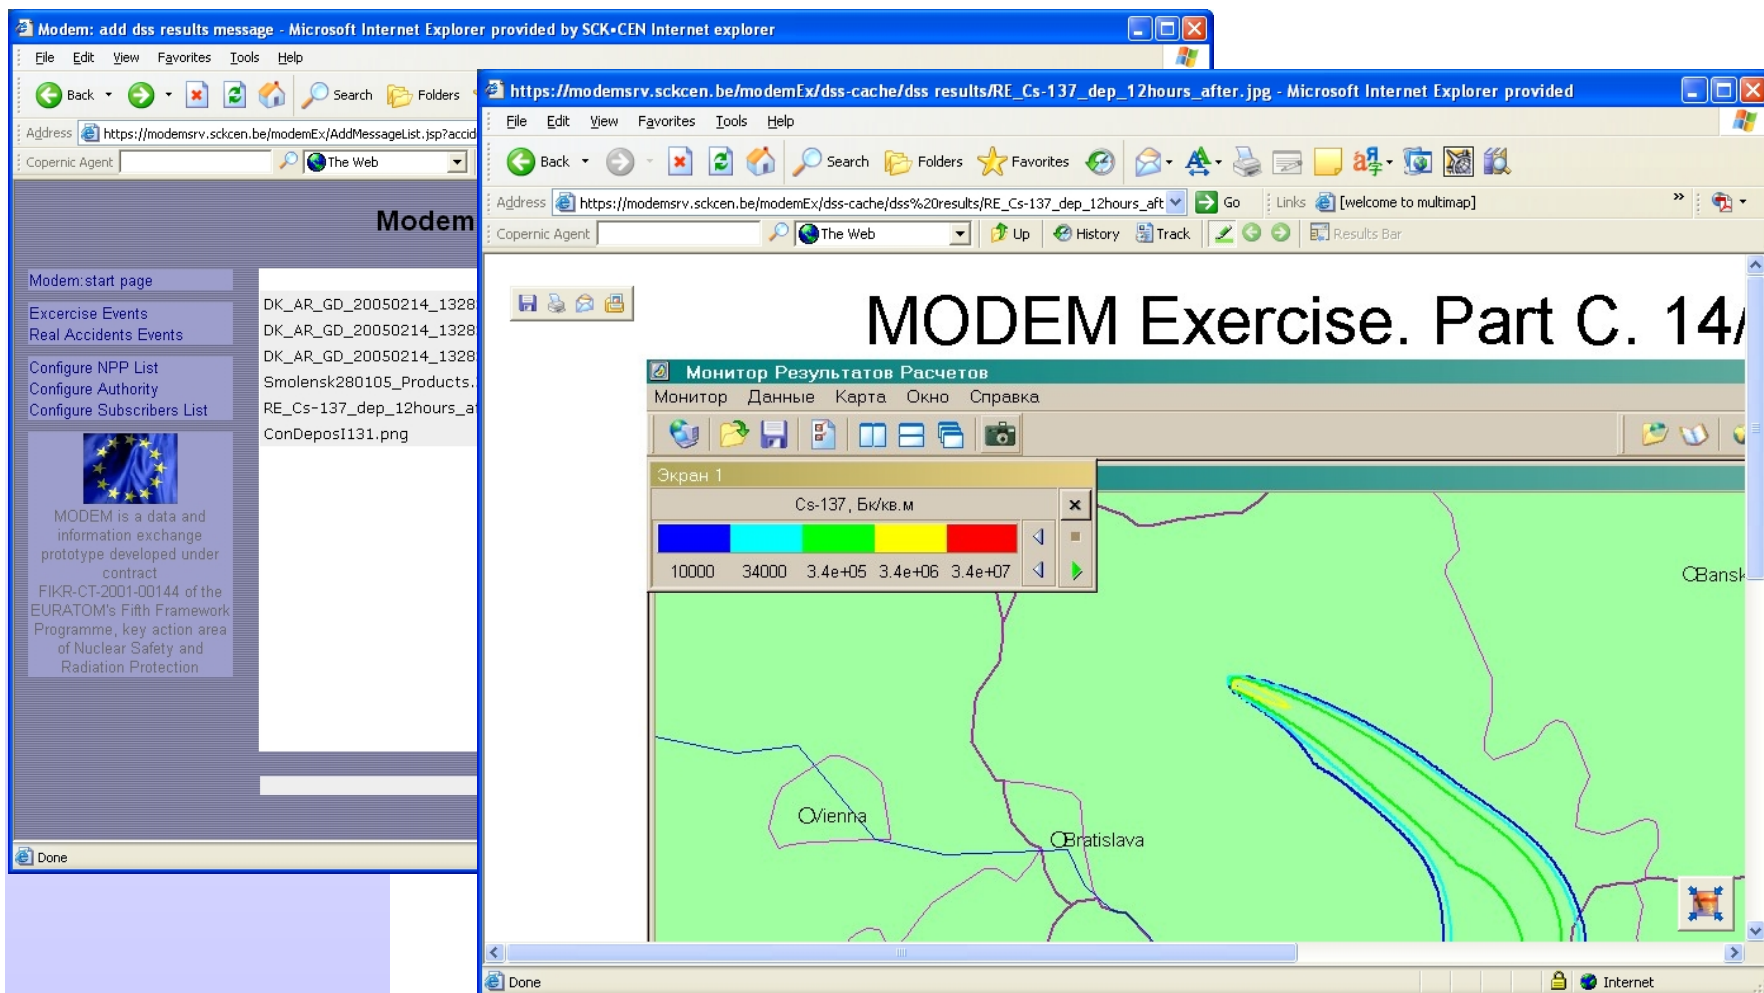 Modem: add dss results message - Microsoft Internet Explorer provided by SCK•CEN Internet explorer
File Edit View Favorites Tools Help
Back Search Folders
Address https://modemsrv.sckcen.be/modemEx/AddMessageList.jsp?accid
Copernic Agent The Web
Modem
Modem:start page
Excercise Events
Real Accidents Events
Configure NPP List
Configure Authority
Configure Subscribers List
MODEM is a data and
information exchange
prototype developed under
contract
FIKR-CT-2001-00144 of the
EURATOM's Fifth Framework
Programme, key action area
of Nuclear Safety and
Radiation Protection
DK_AR_GD_20050214_1328
DK_AR_GD_20050214_1328
DK_AR_GD_20050214_1328
Smolensk280105_Products.
RE_Cs-137_dep_12hours_af
ConDeposI131.png
Done
https://modemsrv.sckcen.be/modemEx/dss-cache/dss results/RE_Cs-137_dep_12hours_after.jpg - Microsoft Internet Explorer provided
File Edit View Favorites Tools Help
Back Search Folders Favorites
Address https://modemsrv.sckcen.be/modemEx/dss-cache/dss%20results/RE_Cs-137_dep_12hours_aft Go Links [welcome to multimap] »
Copernic Agent The Web Up History Track Results Bar
MODEM Exercise. Part C. 14/
Монитор Результатов Расчетов
Монитор Данные Карта Окно Справка
Экран 1
Cs-137, Бк/кв.м
10000 34000 3.4e+05 3.4e+06 3.4e+07
Bansk
Vienna
Bratislava
Done Internet